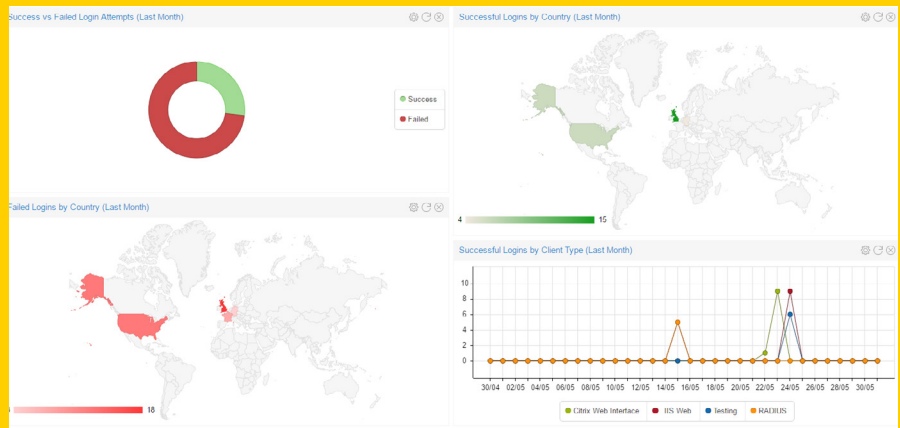 Success vs Failed Login Attempts (Last Month)
Success
Failed
Successful Logins by Country (Last Month)
4
15
Failed Logins by Country (Last Month)
18
Successful Logins by Client Type (Last Month)
10
8
6
4
2
0
30/04 02/05 04/05 06/05 08/05 10/05 12/05 14/05 16/05 18/05 20/05 22/05 24/05 26/05 28/05 30/05
Citrix Web Interface IIS Web Testing RADIUS